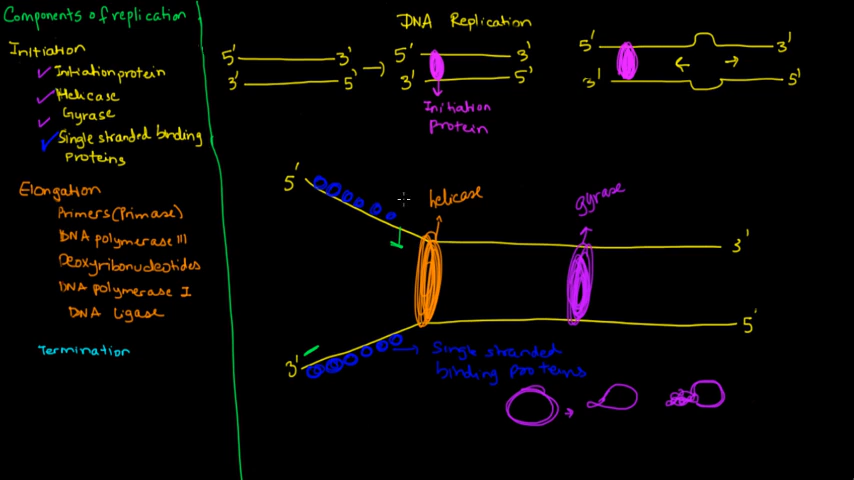 Components of replication
Initiation
Initiation protein
Helicase
Gyrase
Single stranded binding
proteins
Elongation
Primers (Primase)
DNA polymerase III
Deoxyribonucleotides
DNA polymerase I
DNA Ligase
Termination
DNA Replication
5' 3'
3' 5'
5' 3'
3' 5'
Initiation
Protein
5' 3'
3' 5'
5'
helicase
gyrase
3'
5'
3'
Single stranded
binding proteins